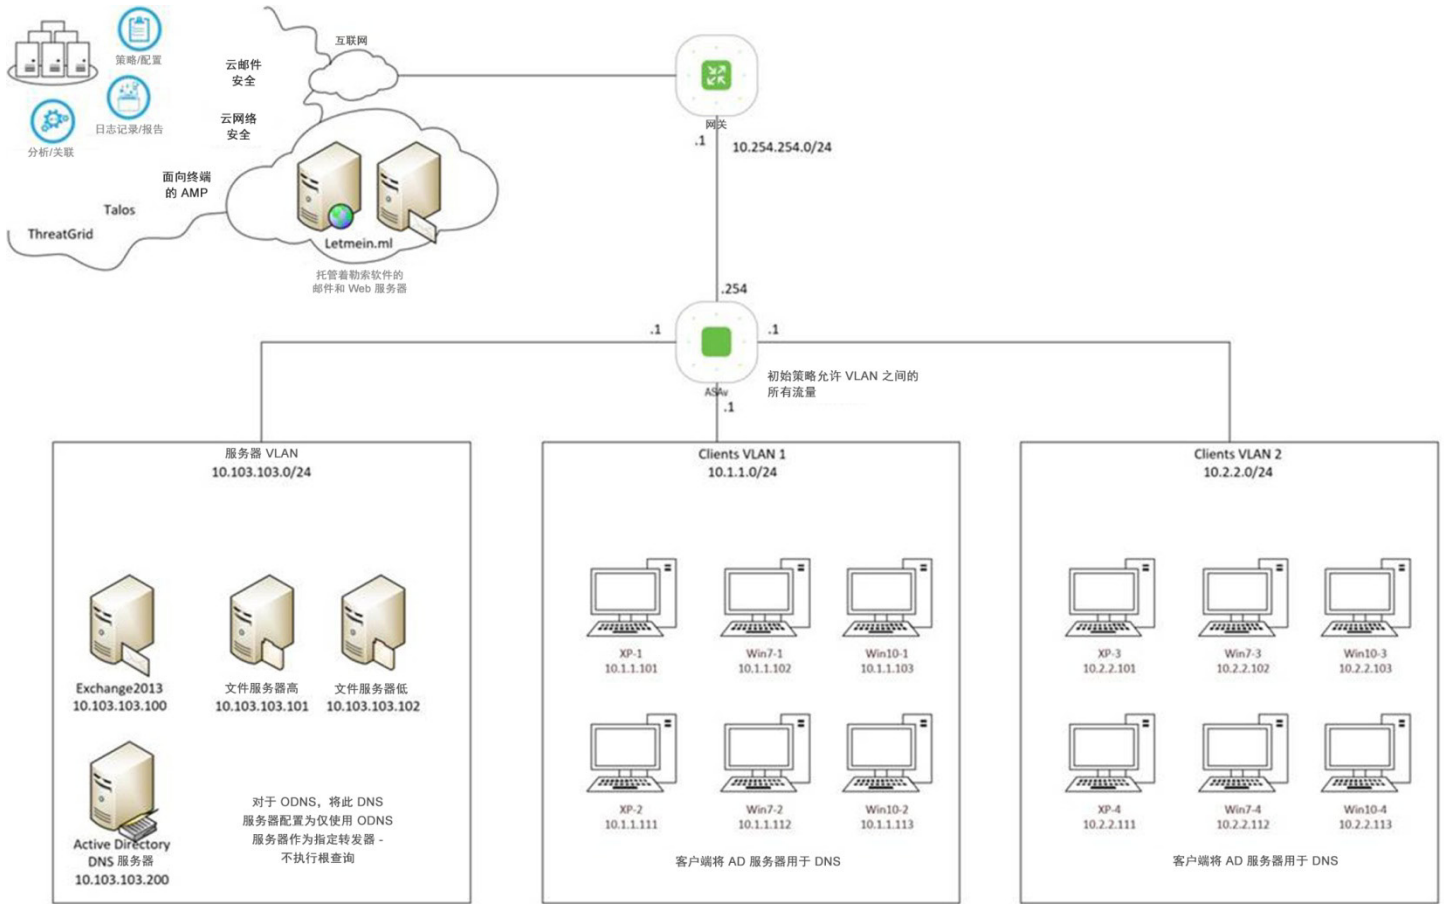 策略/配置
日志记录/报告
分析/关联
云邮件
安全
云网络
安全
面向终端
的 AMP
Talos
ThreatGrid
互联网
Letmein.ml
托管着勒索软件的
邮件和 Web 服务器
网关
.1
10.254.254.0/24
.254
.1
.1
ASAv
.1
初始策略允许 VLAN 之间的
所有流量
服务器 VLAN
10.103.103.0/24
Exchange2013
10.103.103.100
文件服务器高
10.103.103.101
文件服务器低
10.103.103.102
Active Directory
DNS 服务器
10.103.103.200
对于 ODNS，将此 DNS
服务器配置为仅使用 ODNS
服务器作为指定转发器 -
不执行根查询
Clients VLAN 1
10.1.1.0/24
XP-1
10.1.1.101
Win7-1
10.1.1.102
Win10-1
10.1.1.103
XP-2
10.1.1.111
Win7-2
10.1.1.112
Win10-2
10.1.1.113
客户端将 AD 服务器用于 DNS
Clients VLAN 2
10.2.2.0/24
XP-3
10.2.2.101
Win7-3
10.2.2.102
Win10-3
10.2.2.103
XP-4
10.2.2.111
Win7-4
10.2.2.112
Win10-4
10.2.2.113
客户端将 AD 服务器用于 DNS